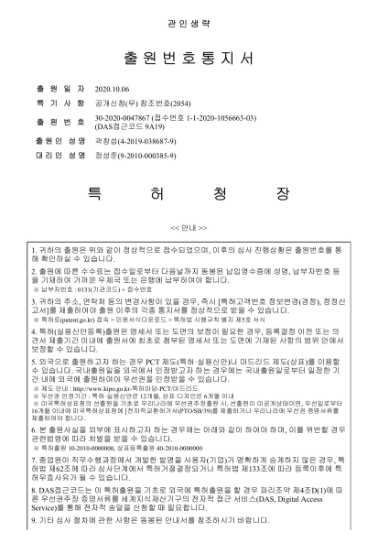 관 인 생 략
출 원 번 호 통 지 서
출 원 일 자 2020.10.06
특 기 사 항 공개신청(무) 참조번호(2054)
출 원 번 호 30-2020-0047867 (접수번호 1-1-2020-1056663-03)
(DAS접근코드 9A19)
출 원 인 성 명 곽창섭(4-2019-038687-9)
대 리 인 성 명 정성준(9-2010-000385-9)
특 허 청 장
<< 안내 >>
1. 귀하의 출원은 위와 같이 정상적으로 접수되었으며, 이후의 심사 진행상황은 출원번호를 통
해 확인하실 수 있습니다.
2. 출원에 따른 수수료는 접수일로부터 다음날까지 동봉된 납입영수증에 성명, 납부자번호 등
을 기재하여 가까운 우체국 또는 은행에 납부하여야 합니다.
※ 납부자번호 : 0131(기관코드) + 접수번호
3. 귀하의 주소, 연락처 등의 변경사항이 있을 경우, 즉시 [특허고객번호 정보변경(경정), 정정신
고서]를 제출하여야 출원 이후의 각종 통지서를 정상적으로 받을 수 있습니다.
※ 특허로(patent.go.kr) 접속 > 민원서식다운로드 > 특허법 시행규칙 별지 제5호 서식
4. 특허(실용신안등록)출원은 명세서 또는 도면의 보정이 필요한 경우, 등록결정 이전 또는 의
견서 제출기간 이내에 출원서에 최초로 첨부된 명세서 또는 도면에 기재된 사항의 범위 안에서
보정할 수 있습니다.
5. 외국으로 출원하고자 하는 경우 PCT 제도(특허·실용신안)나 마드리드 제도(상표)를 이용할
수 있습니다. 국내출원일을 외국에서 인정받고자 하는 경우에는 국내출원일로부터 일정한 기
간 내에 외국에 출원하여야 우선권을 인정받을 수 있습니다.
※ 제도 안내 : http://www.kipo.go.kr-특허마당-PCT/마드리드
※ 우선권 인정기간 : 특허·실용신안은 12개월, 상표·디자인은 6개월 이내
※ 미국특허상표청의 선출원을 기초로 우리나라에 우선권주장출원 시, 선출원이 미공개상태이면, 우선일로부터
16개월 이내에 미국특허상표청에 [전자적교환허가서(PTO/SB/39)를 제출하거나 우리나라에 우선권 증명서류를
제출하여야 합니다.
6. 본 출원사실을 외부에 표시하고자 하는 경우에는 아래와 같이 하여야 하며, 이를 위반할 경우
관련법령에 따라 처벌을 받을 수 있습니다.
※ 특허출원 10-2010-0000000, 상표등록출원 40-2010-0000000
7. 종업원이 직무수행과정에서 개발한 발명을 사용자(기업)가 명확하게 승계하지 않은 경우, 특
허법 제62조에 따라 심사단계에서 특허거절결정되거나 특허법 제133조에 따라 등록이후에 특
허무효사유가 될 수 있습니다.
8. DAS접근코드는 이 특허출원을 기초로 외국에 특허출원을 할 경우 파리조약 제4조D(1)에 따
른 우선권주장 증명서류를 세계지식재산기구의 전자적 접근 서비스(DAS, Digital Access
Service)를 통해 전자적 송달을 신청할 때 필요합니다.
9. 기타 심사 절차에 관한 사항은 동봉된 안내서를 참조하시기 바랍니다.